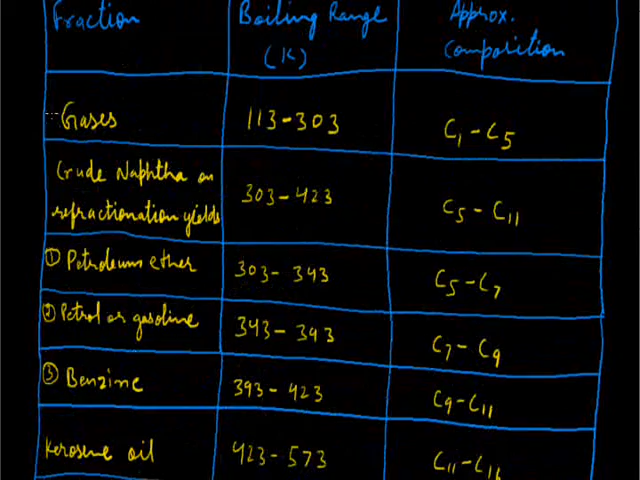 Fraction
Boiling Range
(K)
Approx.
Composition
Gases
113-303
C₁-C₅
Crude Naphtha on
refractionation yields
303-423
C₅-C₁₁
① Petroleum ether
303-343
C₅-C₇
② Petrol or gasoline
343-343
C₇-C₉
③ Benzine
393-423
C₉-C₁₁
Kerosene oil
423-573
C₁₁-C₁₆